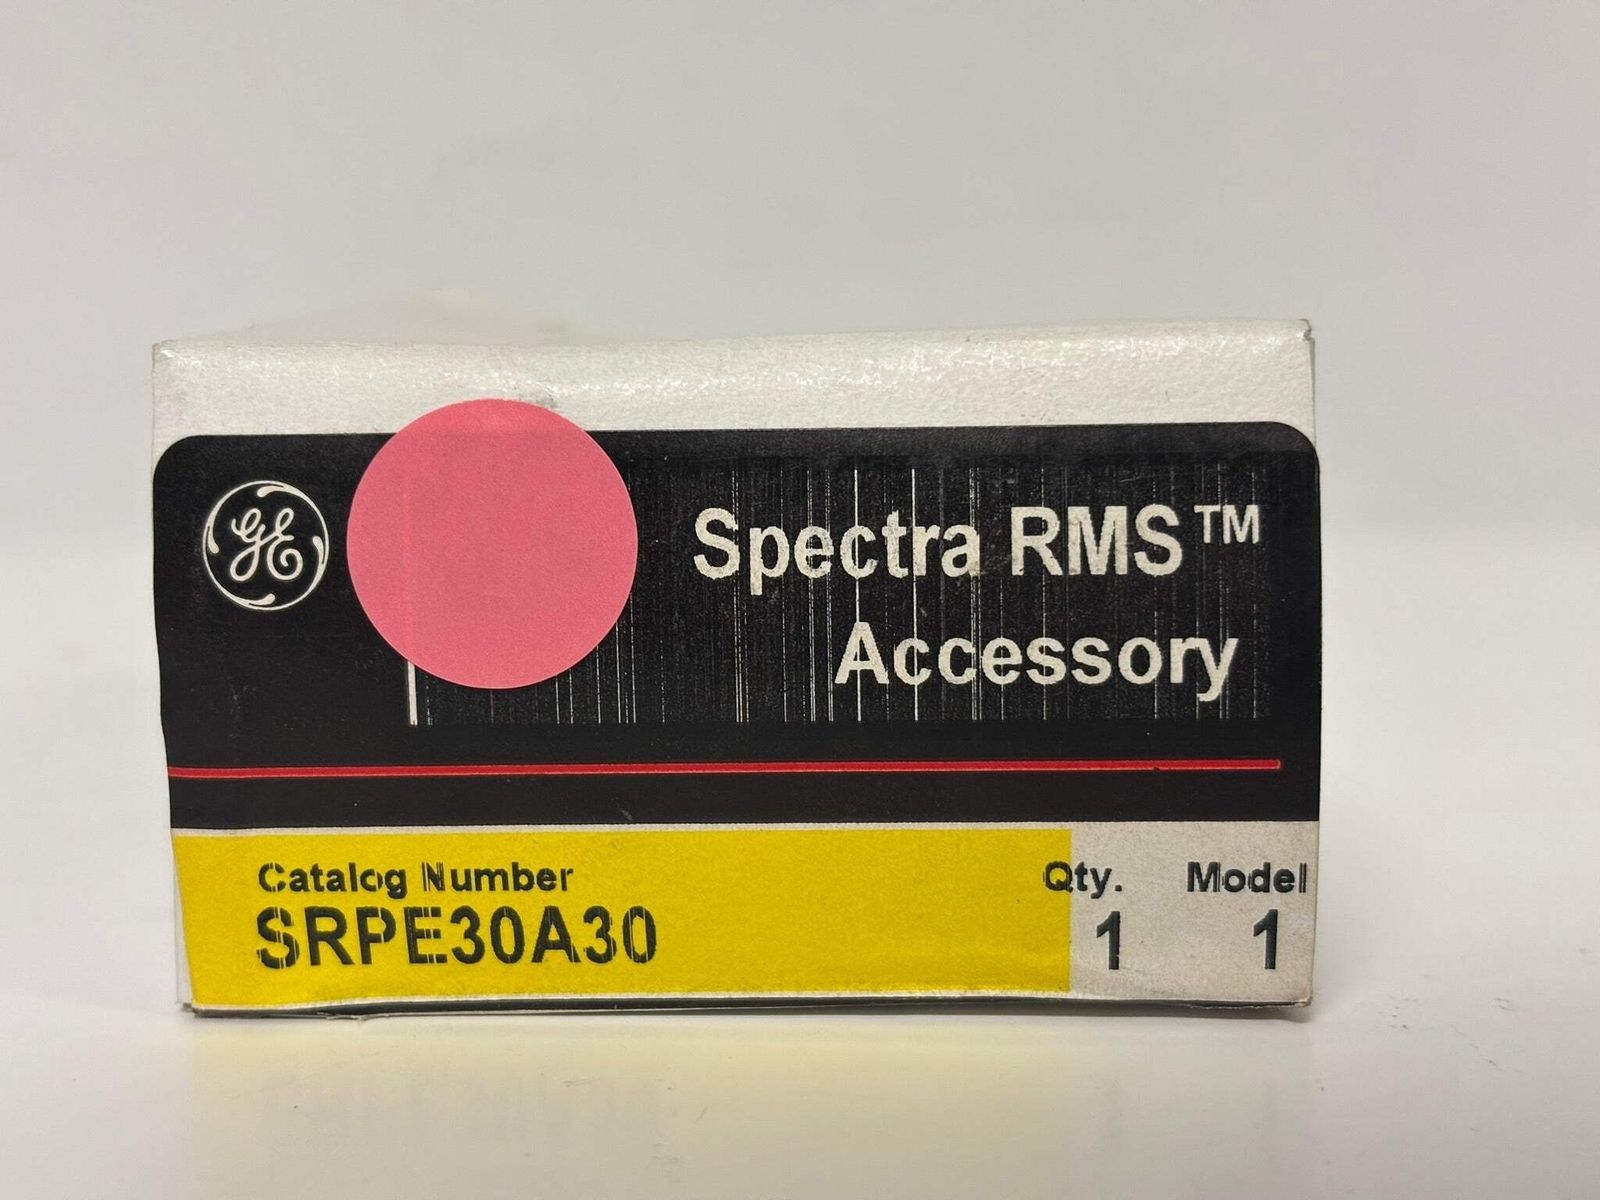 GE
Spectra RMS™
Accessory
Catalog Number
SRPE30A30
Qty.
1
Model
1